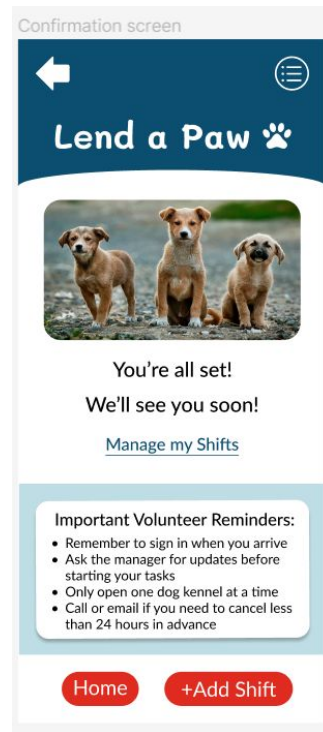 Confirmation screen
Lend a Paw
You're all set!
We'll see you soon!
Manage my Shifts
Important Volunteer Reminders:
• Remember to sign in when you arrive
• Ask the manager for updates before
starting your tasks
• Only open one dog kennel at a time
• Call or email if you need to cancel less
than 24 hours in advance
Home
+Add Shift